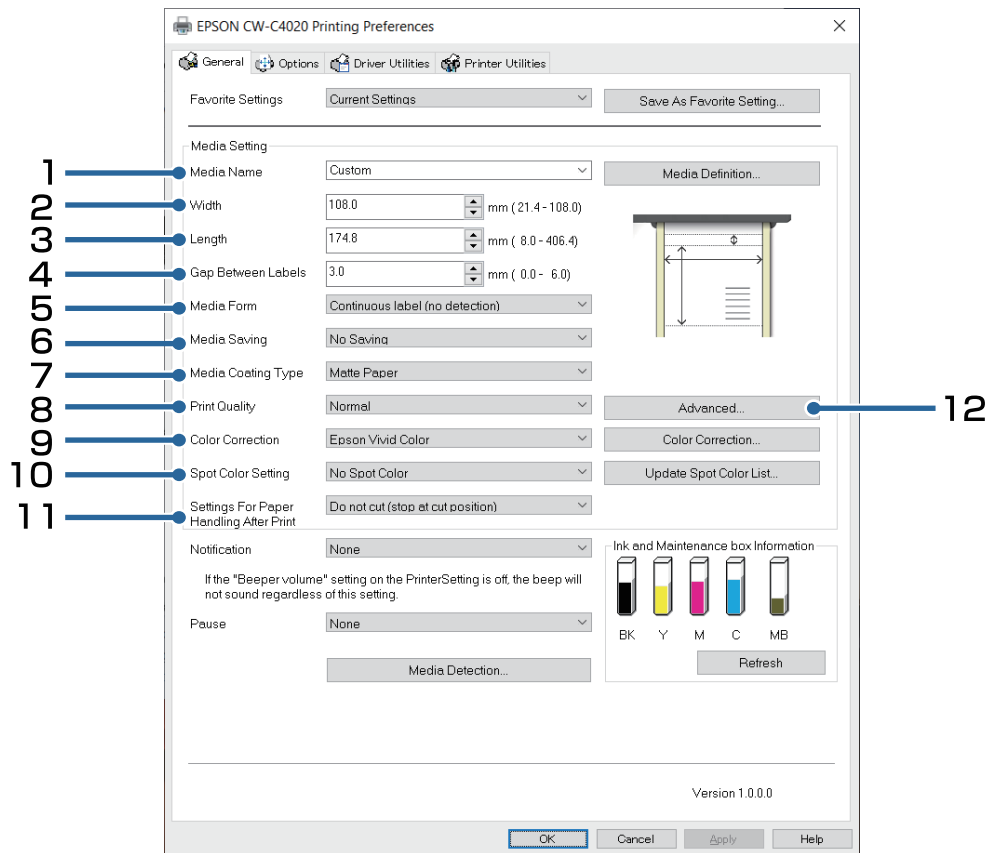 EPSON CW-C4020 Printing Preferences
General Options Driver Utilities Printer Utilities
Favorite Settings Current Settings Save As Favorite Setting...
Media Setting
1 Media Name Custom Media Definition...
2 Width 108.0 mm ( 21.4 - 108.0)
3 Length 174.8 mm ( 8.0 - 406.4)
4 Gap Between Labels 3.0 mm ( 0.0 - 6.0)
5 Media Form Continuous label (no detection)
6 Media Saving No Saving
7 Media Coating Type Matte Paper
8 Print Quality Normal Advanced... 12
9 Color Correction Epson Vivid Color Color Correction...
10 Spot Color Setting No Spot Color Update Spot Color List...
11 Settings For Paper Do not cut (stop at cut position)
Handling After Print
Notification None Ink and Maintenance box Information
If the "Beeper volume" setting on the PrinterSetting is off, the beep will
not sound regardless of this setting.
Pause None
BK Y M C MB
Media Detection... Refresh
Version 1.0.0.0
OK Cancel Apply Help